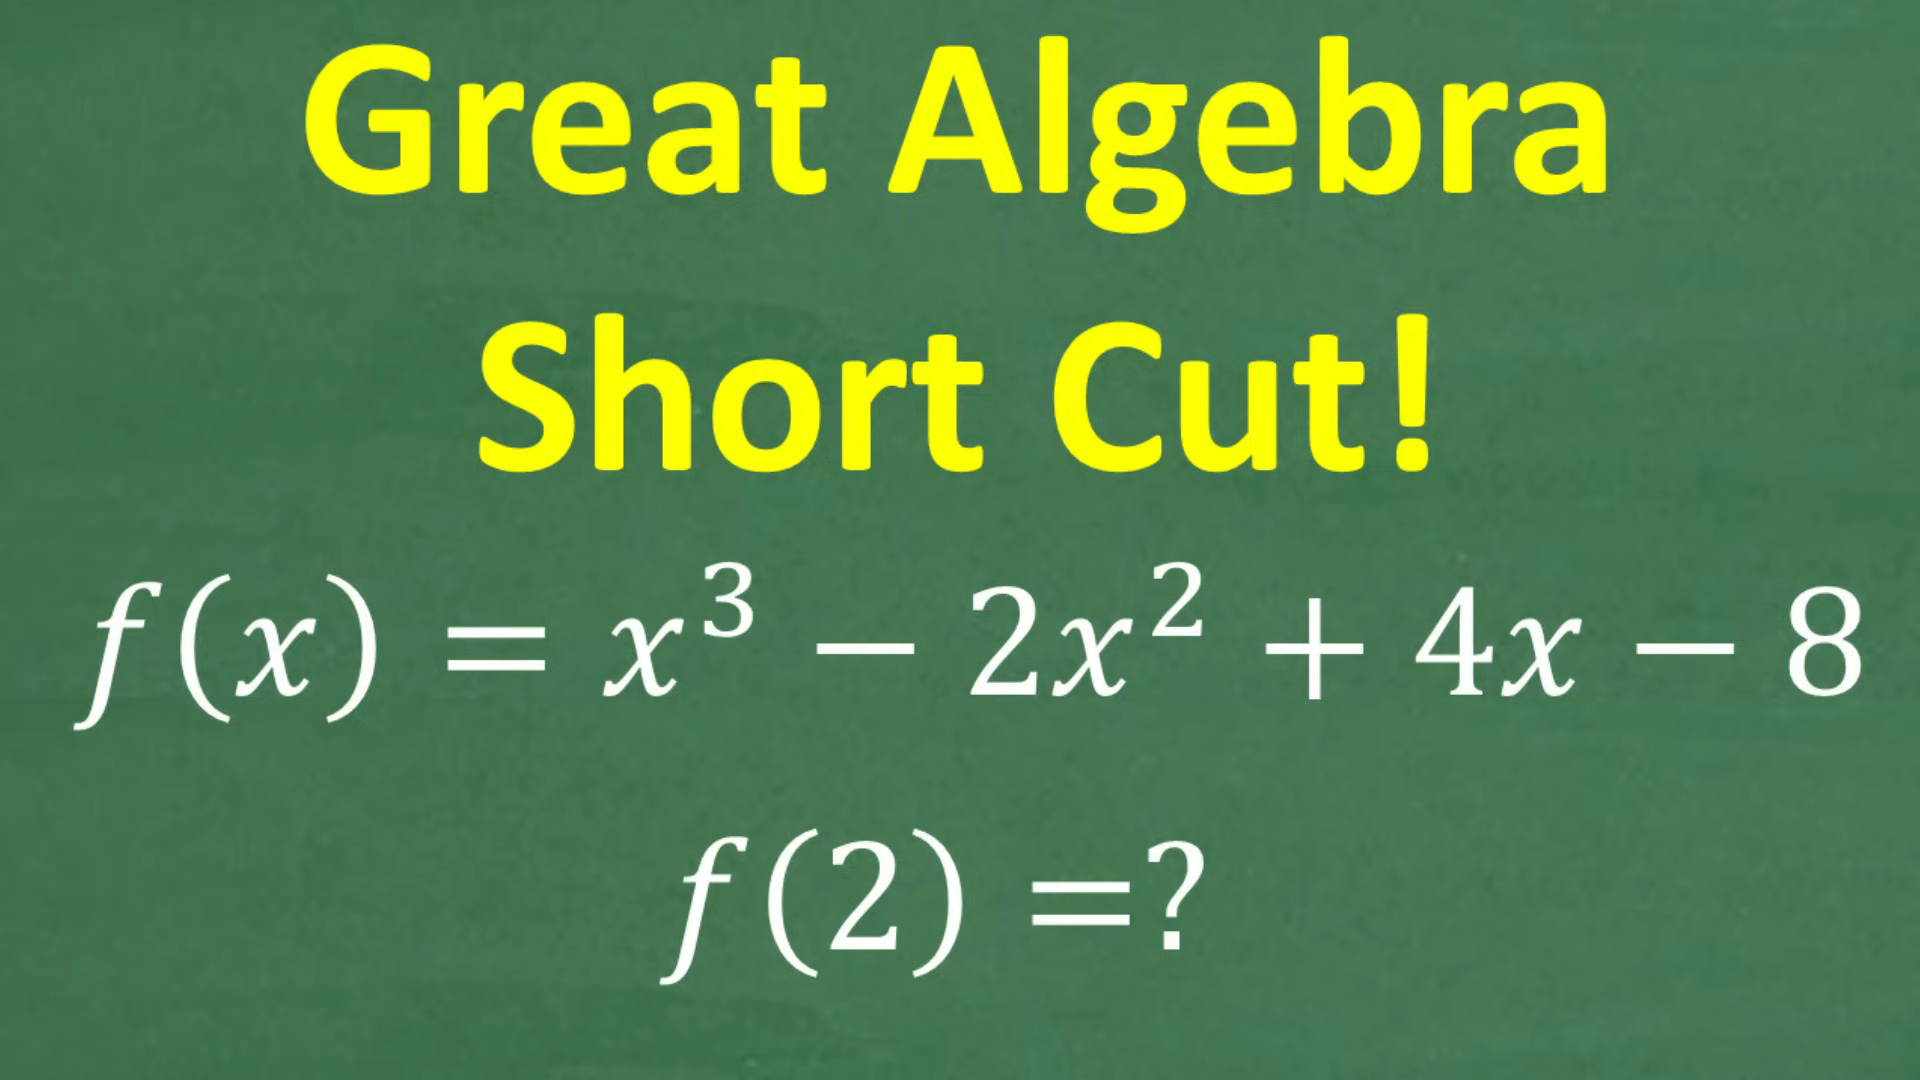 Great Algebra
Short Cut!
f(x) = x³ − 2x² + 4x − 8
f(2) =?